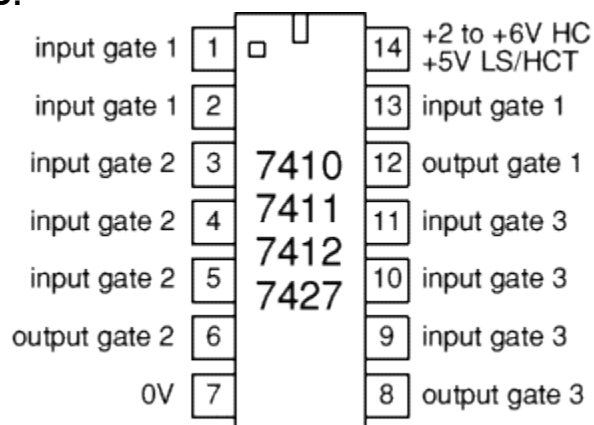 input gate 1 1 14 +2 to +6V HC
+5V LS/HCT
input gate 1 2 13 input gate 1
input gate 2 3 7410 12 output gate 1
input gate 2 4 7411 11 input gate 3
7412
input gate 2 5 7427 10 input gate 3
output gate 2 6 9 input gate 3
0V 7 8 output gate 3